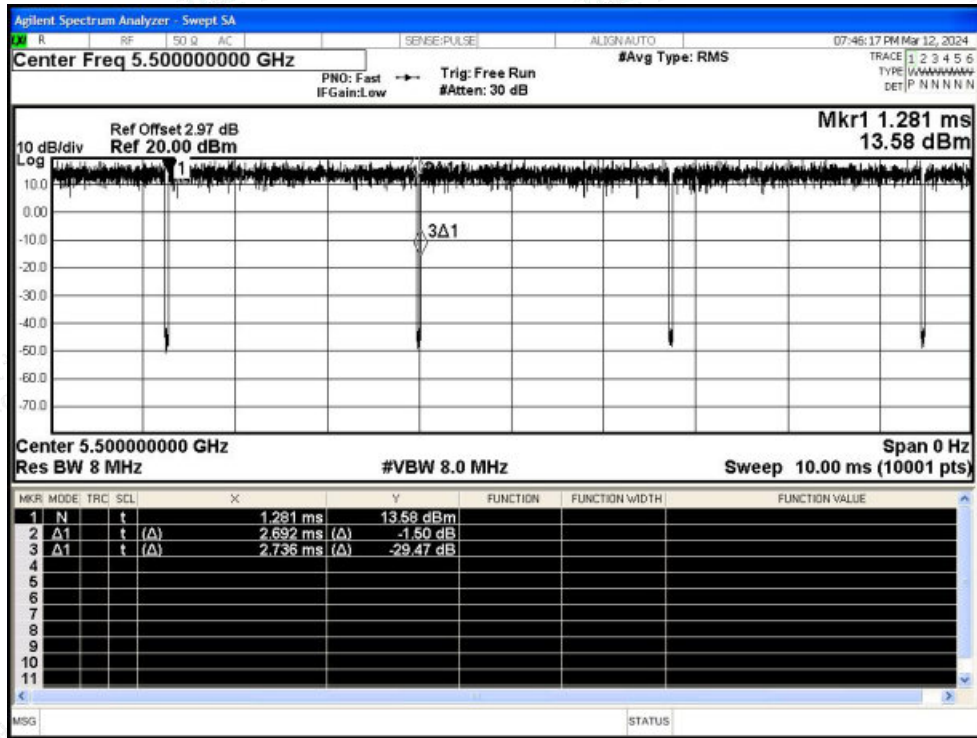 Agilent Spectrum Analyzer - Swept SA
R RF 50 Ω AC SENSE:PULSE ALIGN AUTO 07:46:17 PM Mar 12, 2024
Center Freq 5.500000000 GHz #Avg Type: RMS TRACE 1 2 3 4 5 6
PNO: Fast Trig: Free Run TYPE
IFGain:Low #Atten: 30 dB DET P N N N N N
Mkr1 1.281 ms
Ref Offset 2.97 dB
10 dB/div Ref 20.00 dBm 13.58 dBm
Log
1
10.0
0.00
3Δ1
-10.0
-20.0
-30.0
-40.0
-50.0
-60.0
-70.0
Center 5.500000000 GHz Span 0 Hz
Res BW 8 MHz #VBW 8.0 MHz Sweep 10.00 ms (10001 pts)
MKR MODE TRC SCL X Y FUNCTION FUNCTION WIDTH FUNCTION VALUE
1 N t 1.281 ms 13.58 dBm
2 Δ1 t (Δ) 2.692 ms (Δ) -1.50 dB
3 Δ1 t (Δ) 2.736 ms (Δ) -29.47 dB
4
5
6
7
8
9
10
11
MSG STATUS